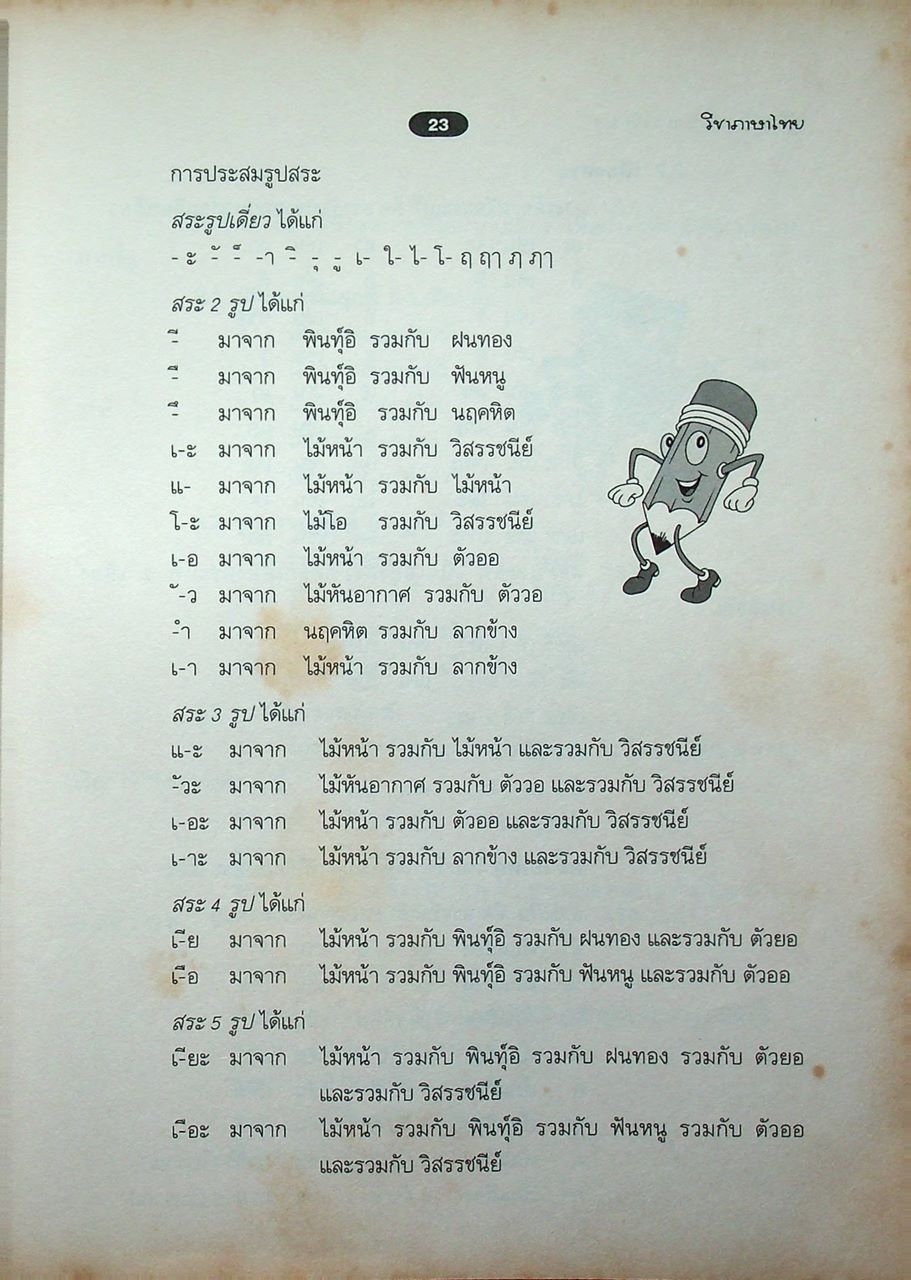 23
วิชาภาษาไทย
การประสมรูปสระ
สระรูปเดี่ยว ได้แก่
-ะ -ั -็ -า -ิ -ุ -ู เ- ใ- ไ- โ- ฤ ฤๅ ฦ ฦๅ
สระ 2 รูป ได้แก่
-ี มาจาก พินทุ์อิ รวมกับ ฝนทอง
-ื มาจาก พินทุ์อิ รวมกับ ฟันหนู
-ึ มาจาก พินทุ์อิ รวมกับ นฤคหิต
เ-ะ มาจาก ไม้หน้า รวมกับ วิสรรชนีย์
แ- มาจาก ไม้หน้า รวมกับ ไม้หน้า
โ-ะ มาจาก ไม้โอ รวมกับ วิสรรชนีย์
เ-อ มาจาก ไม้หน้า รวมกับ ตัวออ
-ัว มาจาก ไม้หันอากาศ รวมกับ ตัววอ
-ำ มาจาก นฤคหิต รวมกับ ลากข้าง
เ-า มาจาก ไม้หน้า รวมกับ ลากข้าง
สระ 3 รูป ได้แก่
แ-ะ มาจาก ไม้หน้า รวมกับ ไม้หน้า และรวมกับ วิสรรชนีย์
-ัวะ มาจาก ไม้หันอากาศ รวมกับ ตัววอ และรวมกับ วิสรรชนีย์
เ-อะ มาจาก ไม้หน้า รวมกับ ตัวออ และรวมกับ วิสรรชนีย์
เ-าะ มาจาก ไม้หน้า รวมกับ ลากข้าง และรวมกับ วิสรรชนีย์
สระ 4 รูป ได้แก่
เ-ีย มาจาก ไม้หน้า รวมกับ พินทุ์อิ รวมกับ ฝนทอง และรวมกับ ตัวยอ
เ-ือ มาจาก ไม้หน้า รวมกับ พินทุ์อิ รวมกับ ฟันหนู และรวมกับ ตัวออ
สระ 5 รูป ได้แก่
เ-ียะ มาจาก ไม้หน้า รวมกับ พินทุ์อิ รวมกับ ฝนทอง รวมกับ ตัวยอ
และรวมกับ วิสรรชนีย์
เ-ือะ มาจาก ไม้หน้า รวมกับ พินทุ์อิ รวมกับ ฟันหนู รวมกับ ตัวออ
และรวมกับ วิสรรชนีย์